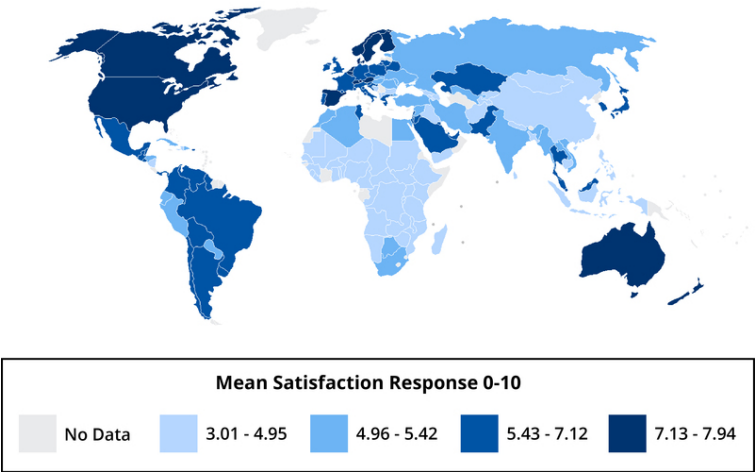 Mean Satisfaction Response 0-10
No Data
3.01 - 4.95
4.96 - 5.42
5.43 - 7.12
7.13 - 7.94